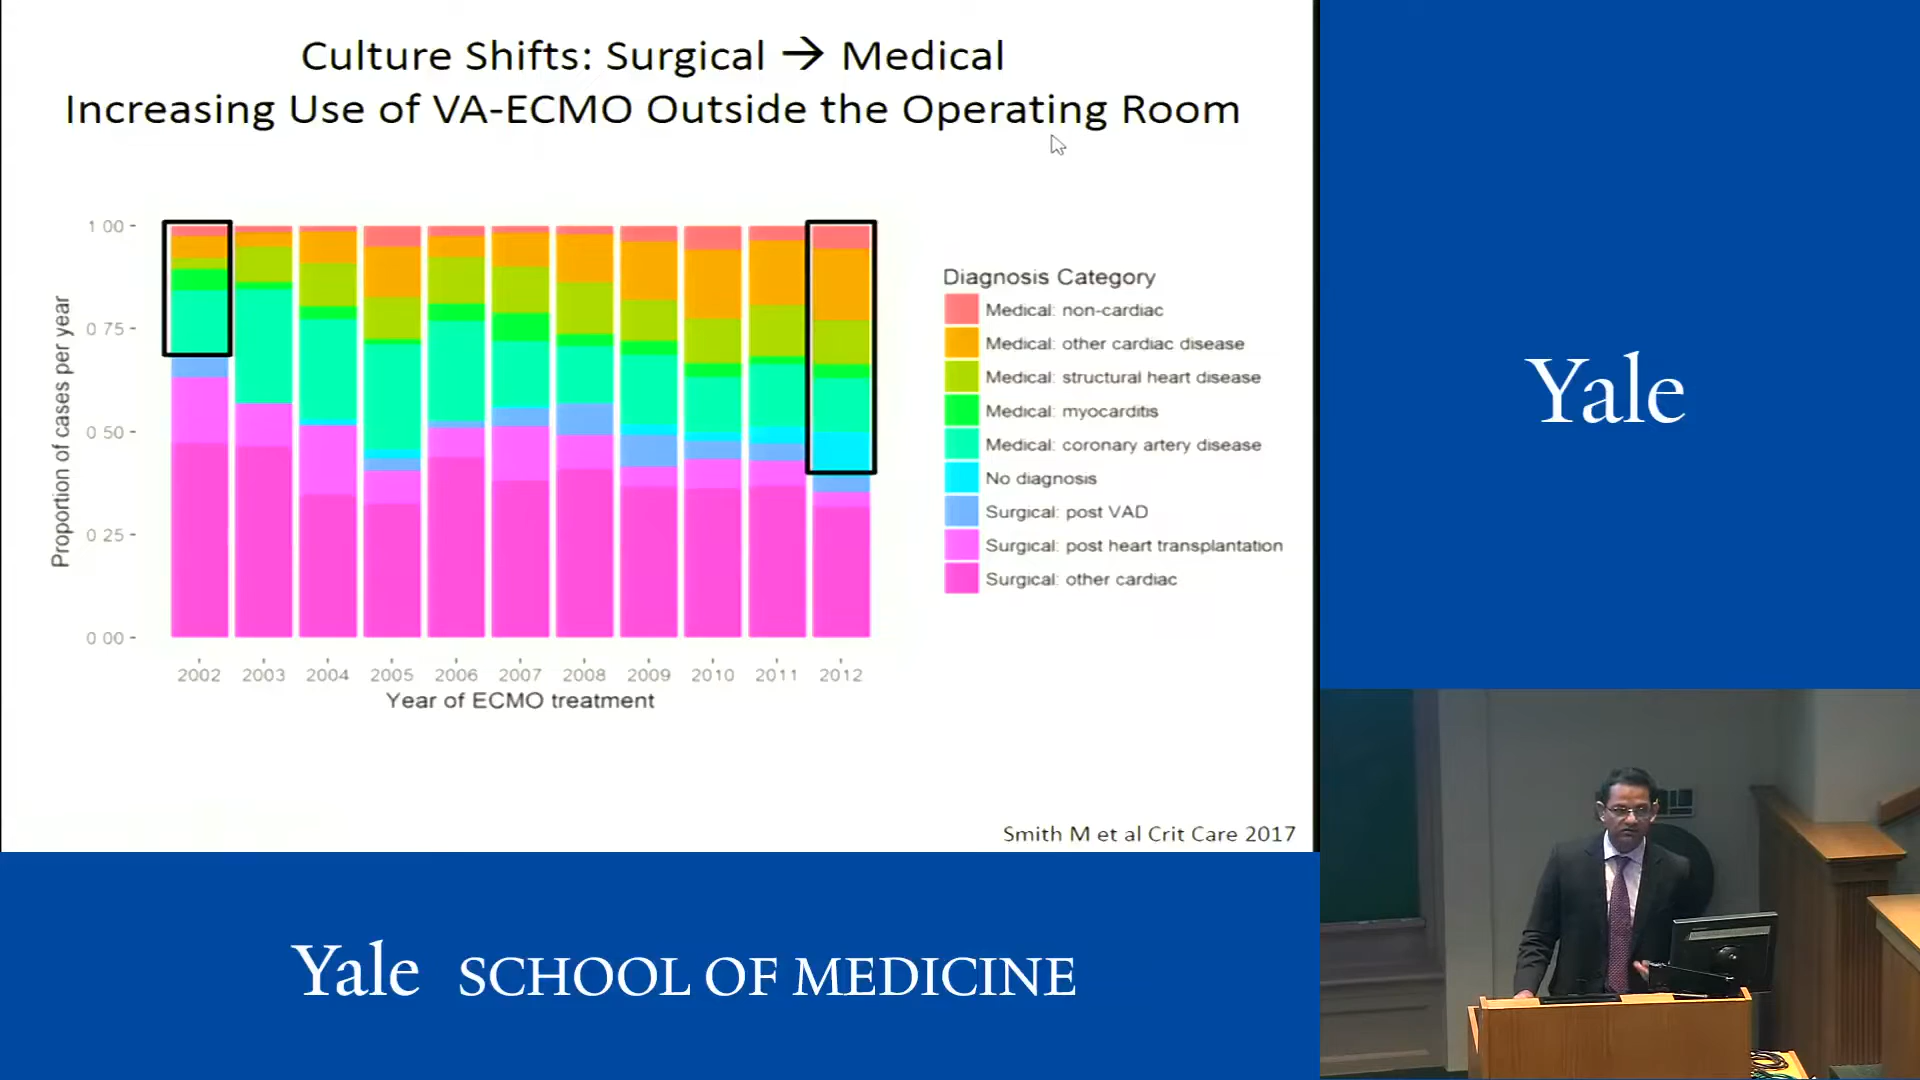 Culture Shifts: Surgical → Medical
Increasing Use of VA-ECMO Outside the Operating Room
Proportion of cases per year
1 00
0 75
0 50
0 25
0 00
2002 2003 2004 2005 2006 2007 2008 2009 2010 2011 2012
Year of ECMO treatment
Diagnosis Category
Medical: non-cardiac
Medical: other cardiac disease
Medical: structural heart disease
Medical: myocarditis
Medical: coronary artery disease
No diagnosis
Surgical: post VAD
Surgical: post heart transplantation
Surgical: other cardiac
Smith M et al Crit Care 2017
Yale
Yale SCHOOL OF MEDICINE